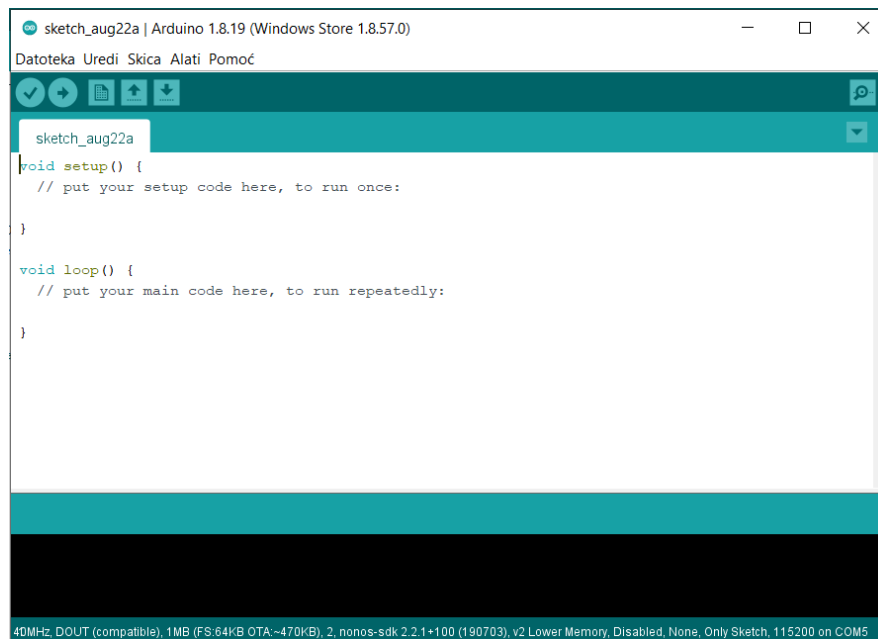 sketch_aug22a | Arduino 1.8.19 (Windows Store 1.8.57.0)
Datoteka Uredi Skica Alati Pomoć
sketch_aug22a
void setup() {
// put your setup code here, to run once:
}
void loop() {
// put your main code here, to run repeatedly:
}
40MHz, DOUT (compatible), 1MB (FS:64KB OTA:~470KB), 2, nonos-sdk 2.2.1+100 (190703), v2 Lower Memory, Disabled, None, Only Sketch, 115200 on COM5